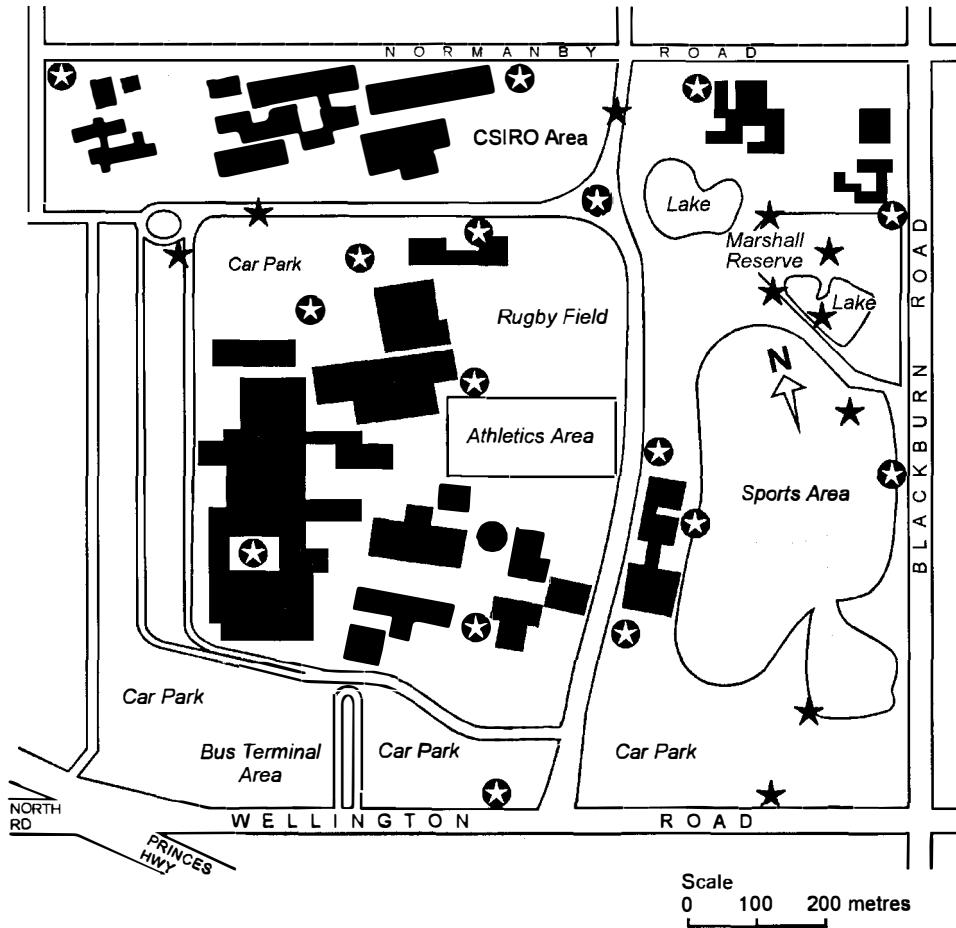 NORMANBY ROAD
CSIRO Area
Lake
Marshall
Reserve
Car Park
Lake
Rugby Field
N
BLACKBURN ROAD
Athletics Area
Sports Area
Car Park
Bus Terminal
Area
Car Park
Car Park
NORTH
RD
WELLINGTON ROAD
PRINCES
HWY
Scale
0 100 200 metres